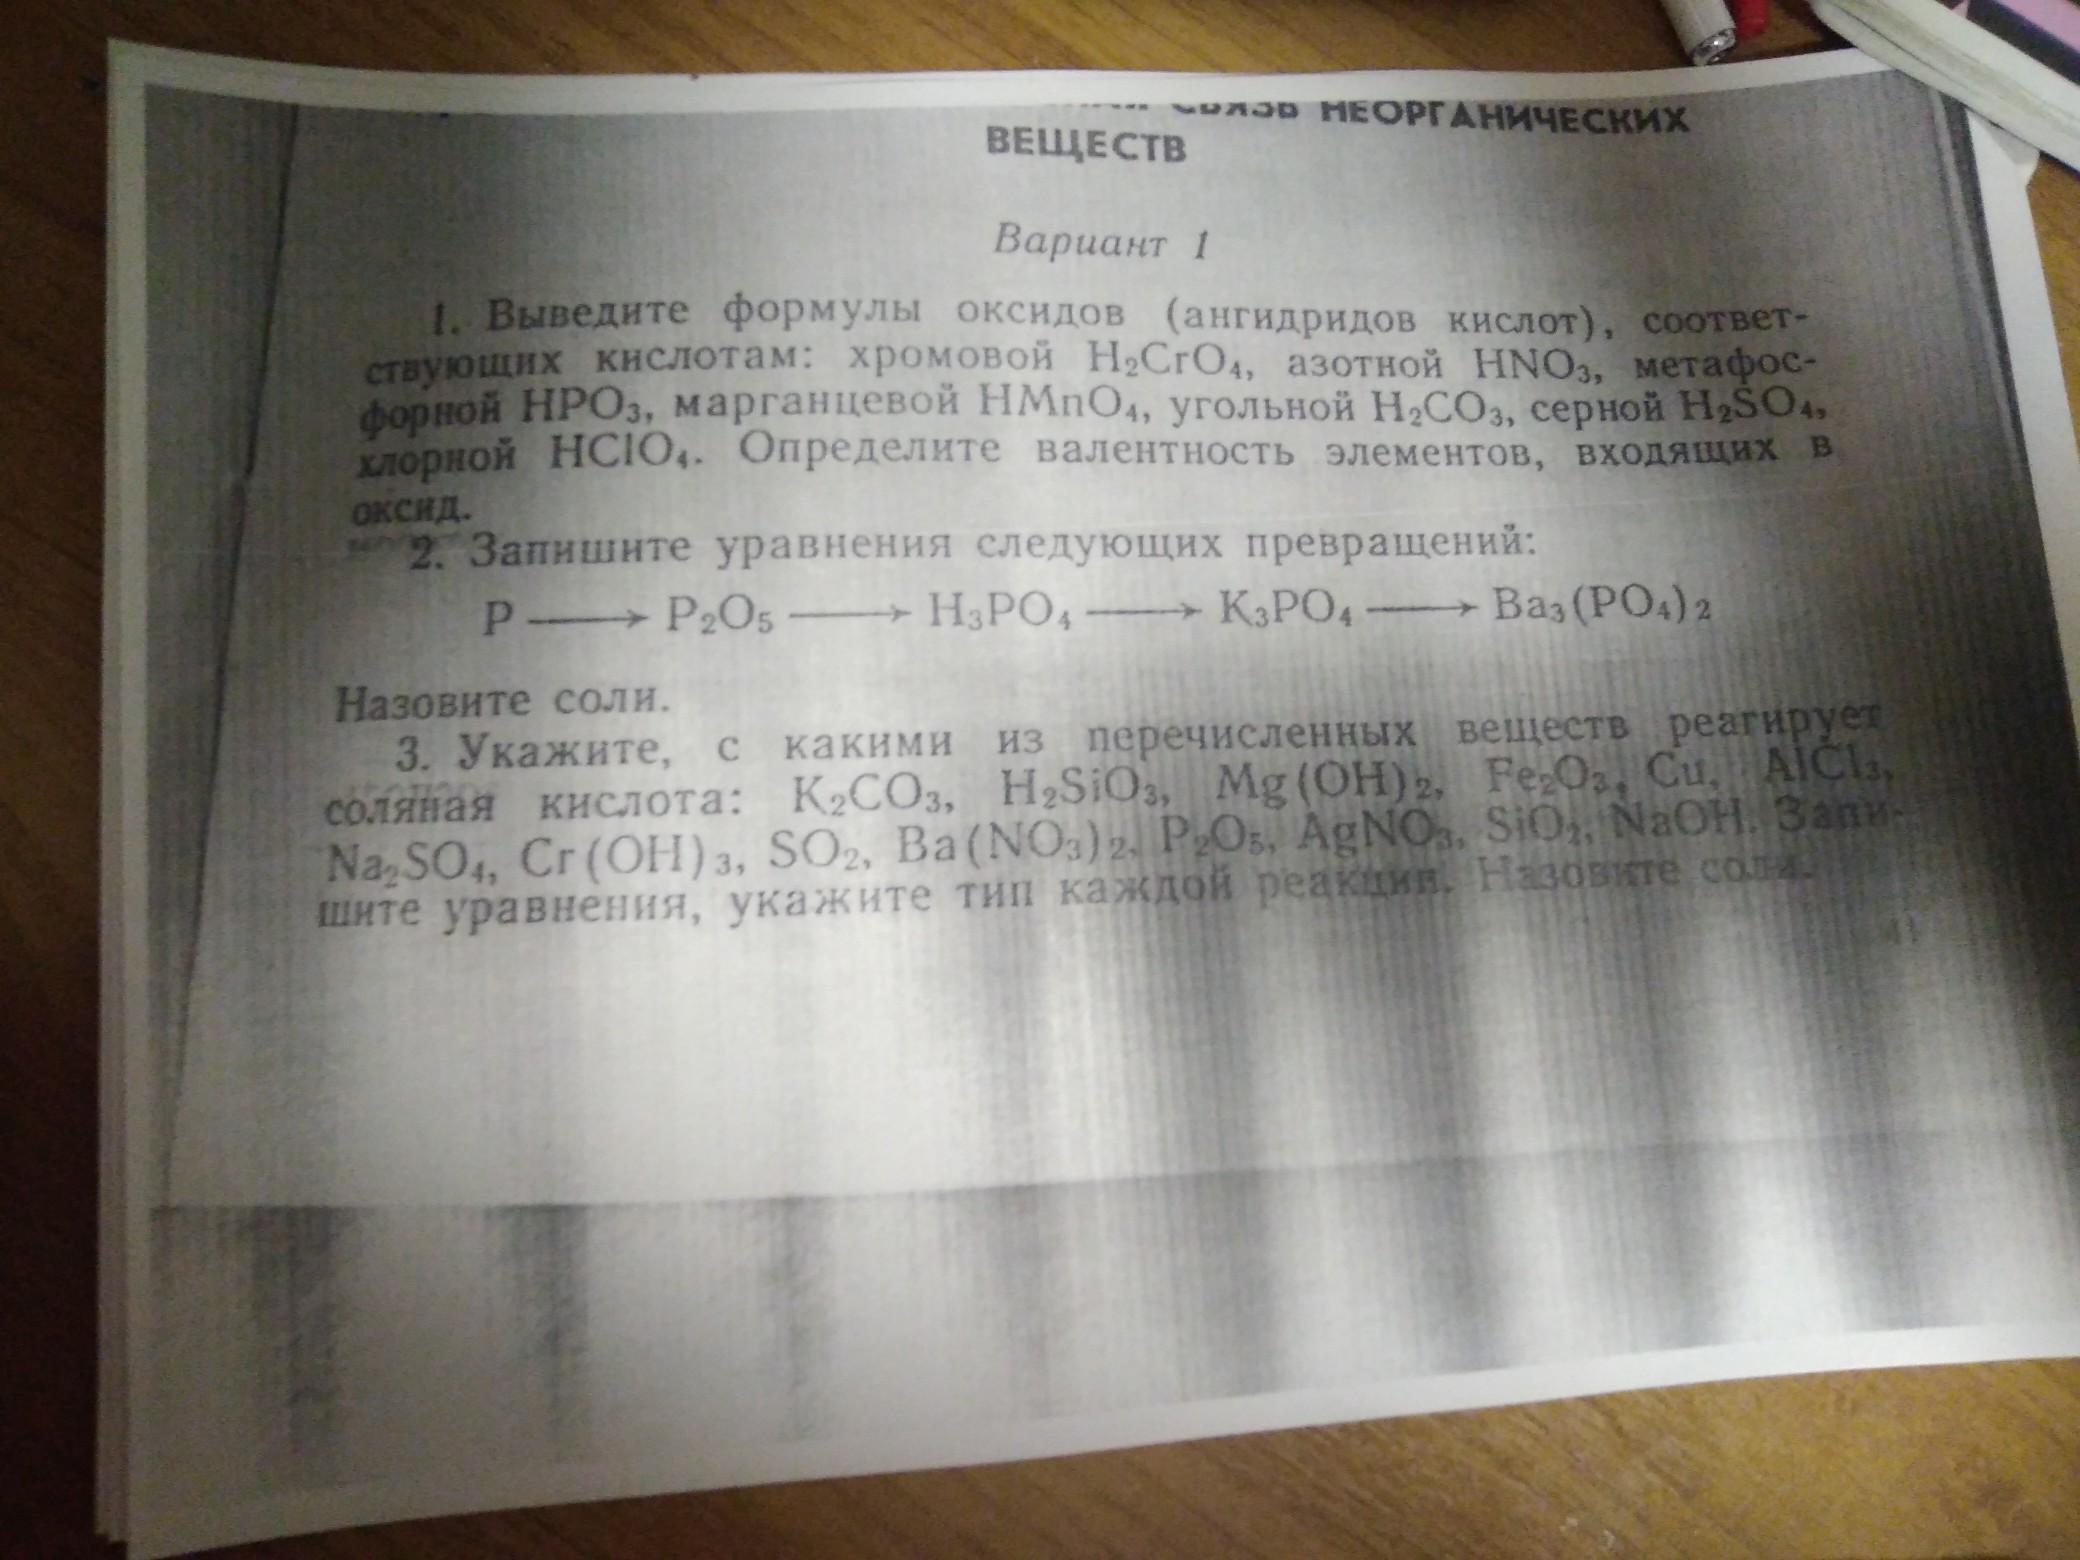 СВЯЗЬ НЕОРГАНИЧЕСКИХ
ВЕЩЕСТВ
Вариант 1
1. Выведите формулы оксидов (ангидридов кислот), соответ-
ствующих кислотам: хромовой H₂CrO₄, азотной HNO₃, метафос-
форной HPO₃, марганцевой HMnO₄, угольной H₂CO₃, серной H₂SO₄,
хлорной HClO₄. Определите валентность элементов, входящих в
оксид.
2. Запишите уравнения следующих превращений:
P ⟶ P₂O₅ ⟶ H₃PO₄ ⟶ K₃PO₄ ⟶ Ba₃(PO₄)₂
Назовите соли.
3. Укажите, с какими из перечисленных веществ реагирует
соляная кислота: K₂CO₃, H₂SiO₃, Mg(OH)₂, Fe₂O₃, Cu, AlCl₃,
Na₂SO₄, Cr(OH)₃, SO₂, Ba(NO₃)₂, P₂O₅, AgNO₃, SiO₂, NaOH. Запи-
шите уравнения, укажите тип каждой реакции. Назовите соли.
41